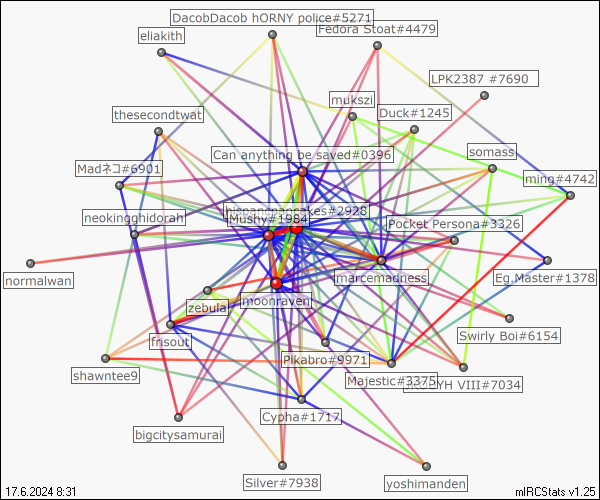 DacobDacob hORNY police#5271
Fedora Stoat#4479
eliakith
LPK2387 #7690
mukszi
thesecondtwat
Duck#1245
Can anything be saved#0396
somass
Madネコ#6901
ming#4742
neokingghidorah
hispanicpancakes#2928
Mushy#1984
Pocket Persona#3326
normalwan
marcemadness
Eg.Master#1378
zebula
moonraven
frisout
Swirly Boi#6154
Pikabro#9971
shawntee9
Majestic#3375
VIII#7034
Cypha#1717
bigcitysamurai
Silver#7938
yoshimanden
17.6.2024 8:31
mIRCStats v1.25